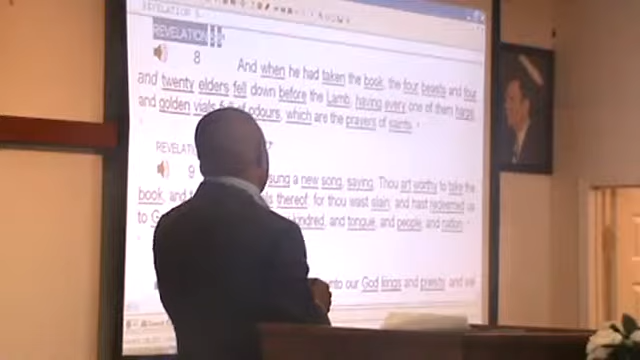 REVELATION 5
REVELATION
8 And when he had taken the book, the four beasts and four
and twenty elders fell down before the Lamb, having every one of them harps,
and golden vials full of odours, which are the prayers of saints.
REVELAT
9 sung a new song, saying, Thou art worthy to take the
book, and thereof: for thou wast slain, and hast redeemed us
to kindred, and tongue, and people, and nation;
unto our God kings and priests: and we